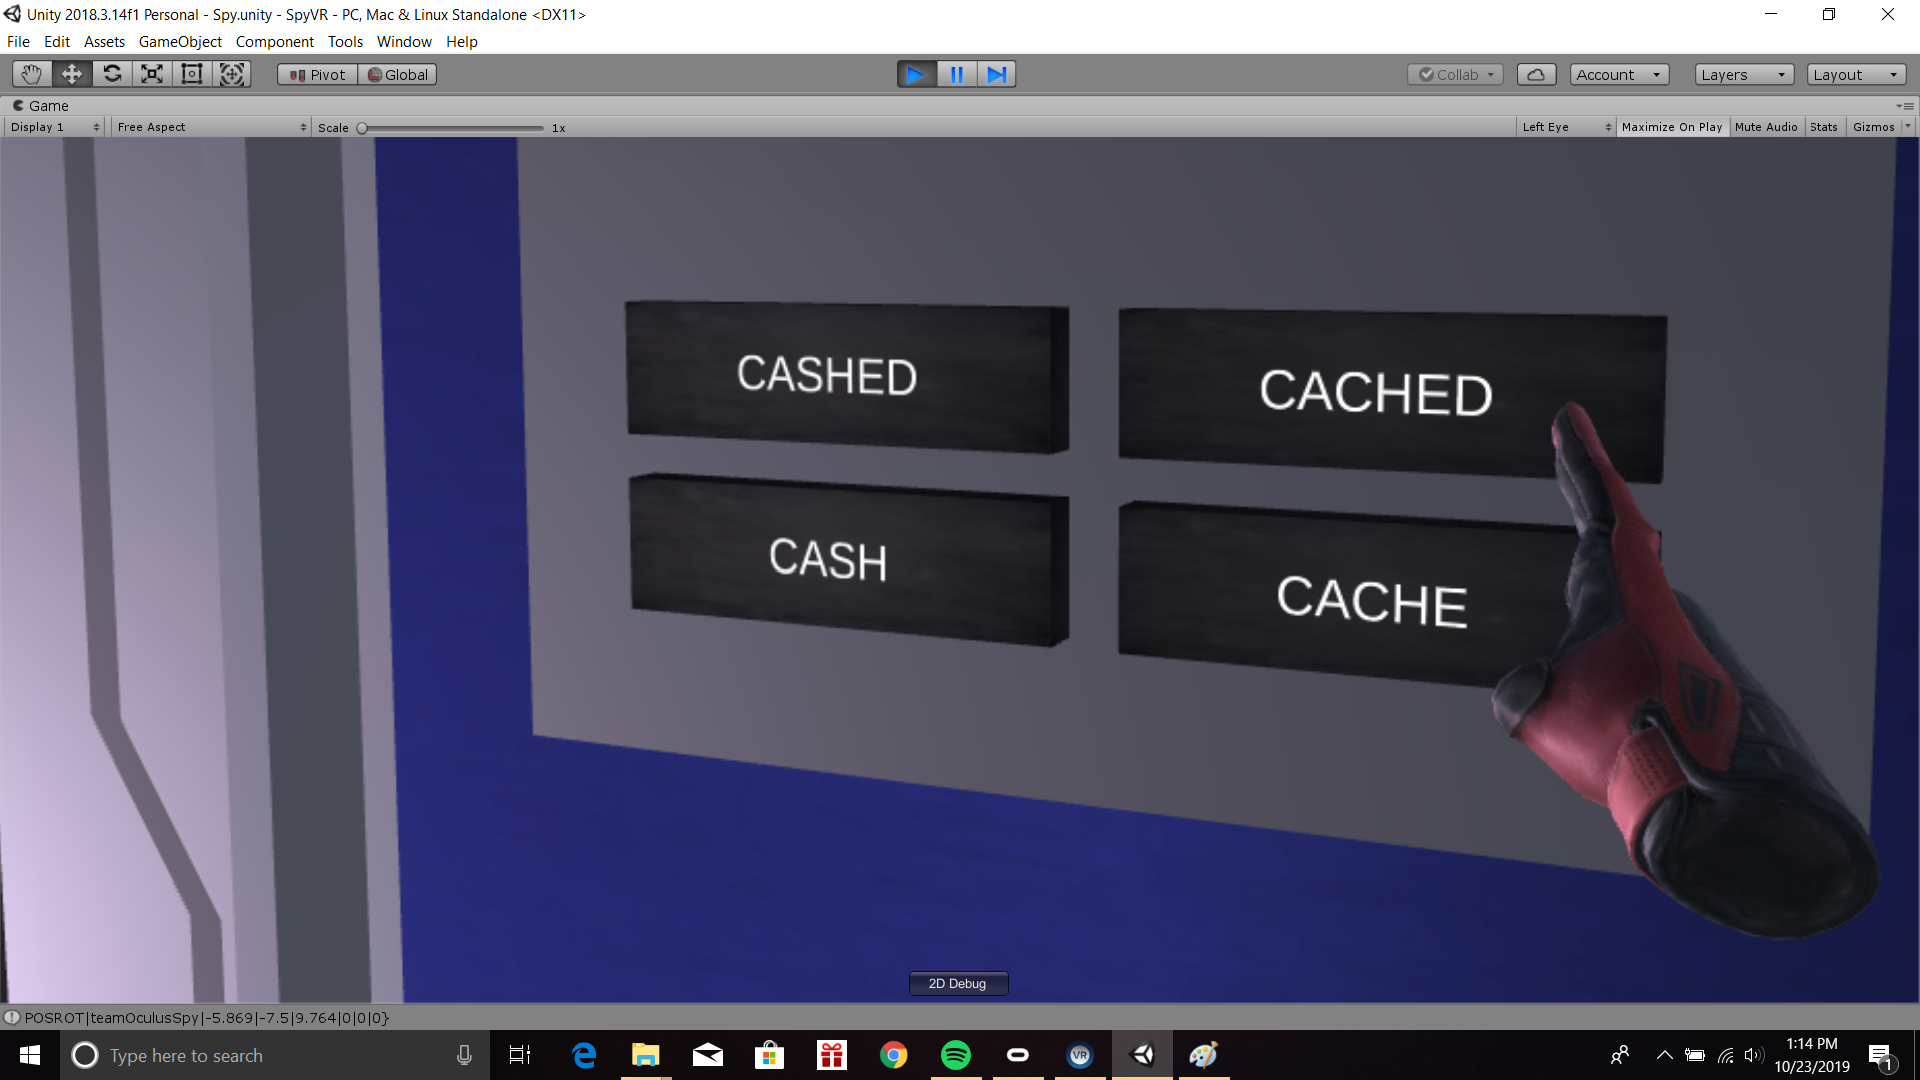 Unity 2018.3.14f1 Personal - Spy.unity - SpyVR - PC, Mac & Linux Standalone <DX11>
File Edit Assets GameObject Component Tools Window Help
Pivot Global Collab Account Layers Layout
Game
Display 1 Free Aspect Scale 1x Left Eye Maximize On Play Mute Audio Stats Gizmos
CASHED CACHED
CASH CACHE
2D Debug
POSROT|teamOculusSpy|-5.869|-7.5|9.764|0|0|0}
Type here to search
VR
1:14 PM
10/23/2019
1